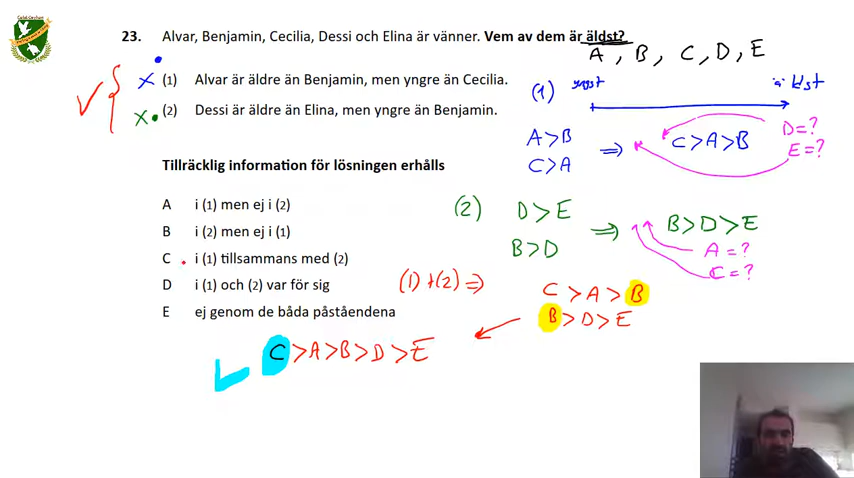 23. Alvar, Benjamin, Cecilia, Dessi och Elina är vänner. Vem av dem är äldst?
A, B, C, D, E
(1) Alvar är äldre än Benjamin, men yngre än Cecilia.
(2) Dessi är äldre än Elina, men yngre än Benjamin.
Tillräcklig information för lösningen erhålls
A i (1) men ej i (2)
B i (2) men ej i (1)
C i (1) tillsammans med (2)
D i (1) och (2) var för sig
E ej genom de båda påståendena
(1) yngst äldst
A>B
C>A
⇒ C>A>B
D=?
E=?
(2) D>E
B>D
⇒ B>D>E
A=?
C=?
(1)+(2) ⇒ C>A>B
B>D>E
C>A>B>D>E